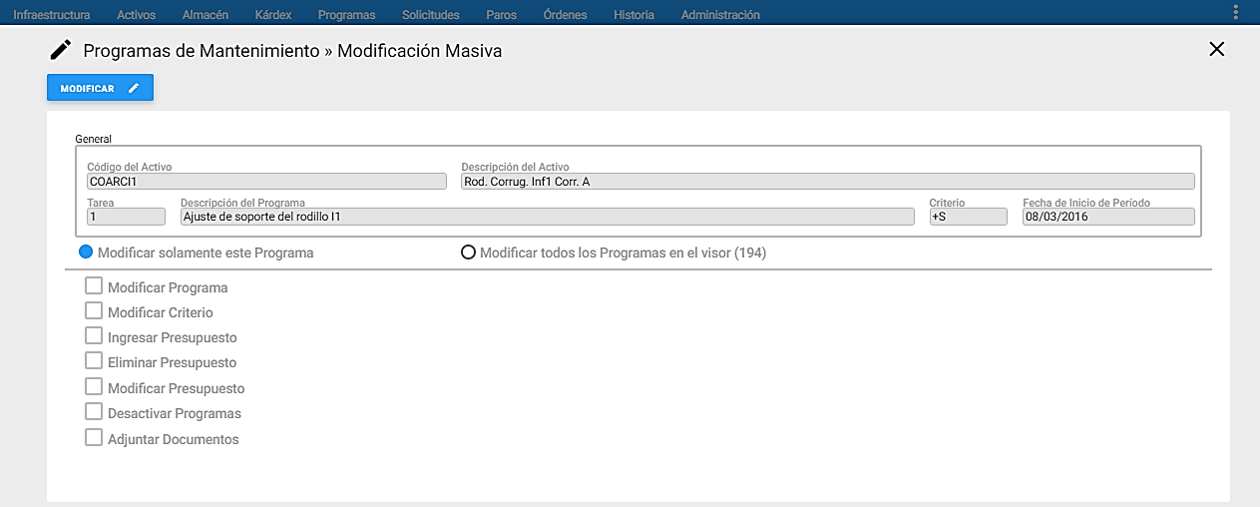 Infraestructura Activos Almacén Kárdex Programas Solicitudes Paros Órdenes Historia Administración
Programas de Mantenimiento » Modificación Masiva
MODIFICAR
General
Código del Activo Descripción del Activo
COARCI1 Rod. Corrug. Inf1 Corr. A
Tarea Descripción del Programa Criterio Fecha de Inicio de Período
1 Ajuste de soporte del rodillo I1 +S 08/03/2016
Modificar solamente este Programa Modificar todos los Programas en el visor (194)
Modificar Programa
Modificar Criterio
Ingresar Presupuesto
Eliminar Presupuesto
Modificar Presupuesto
Desactivar Programas
Adjuntar Documentos